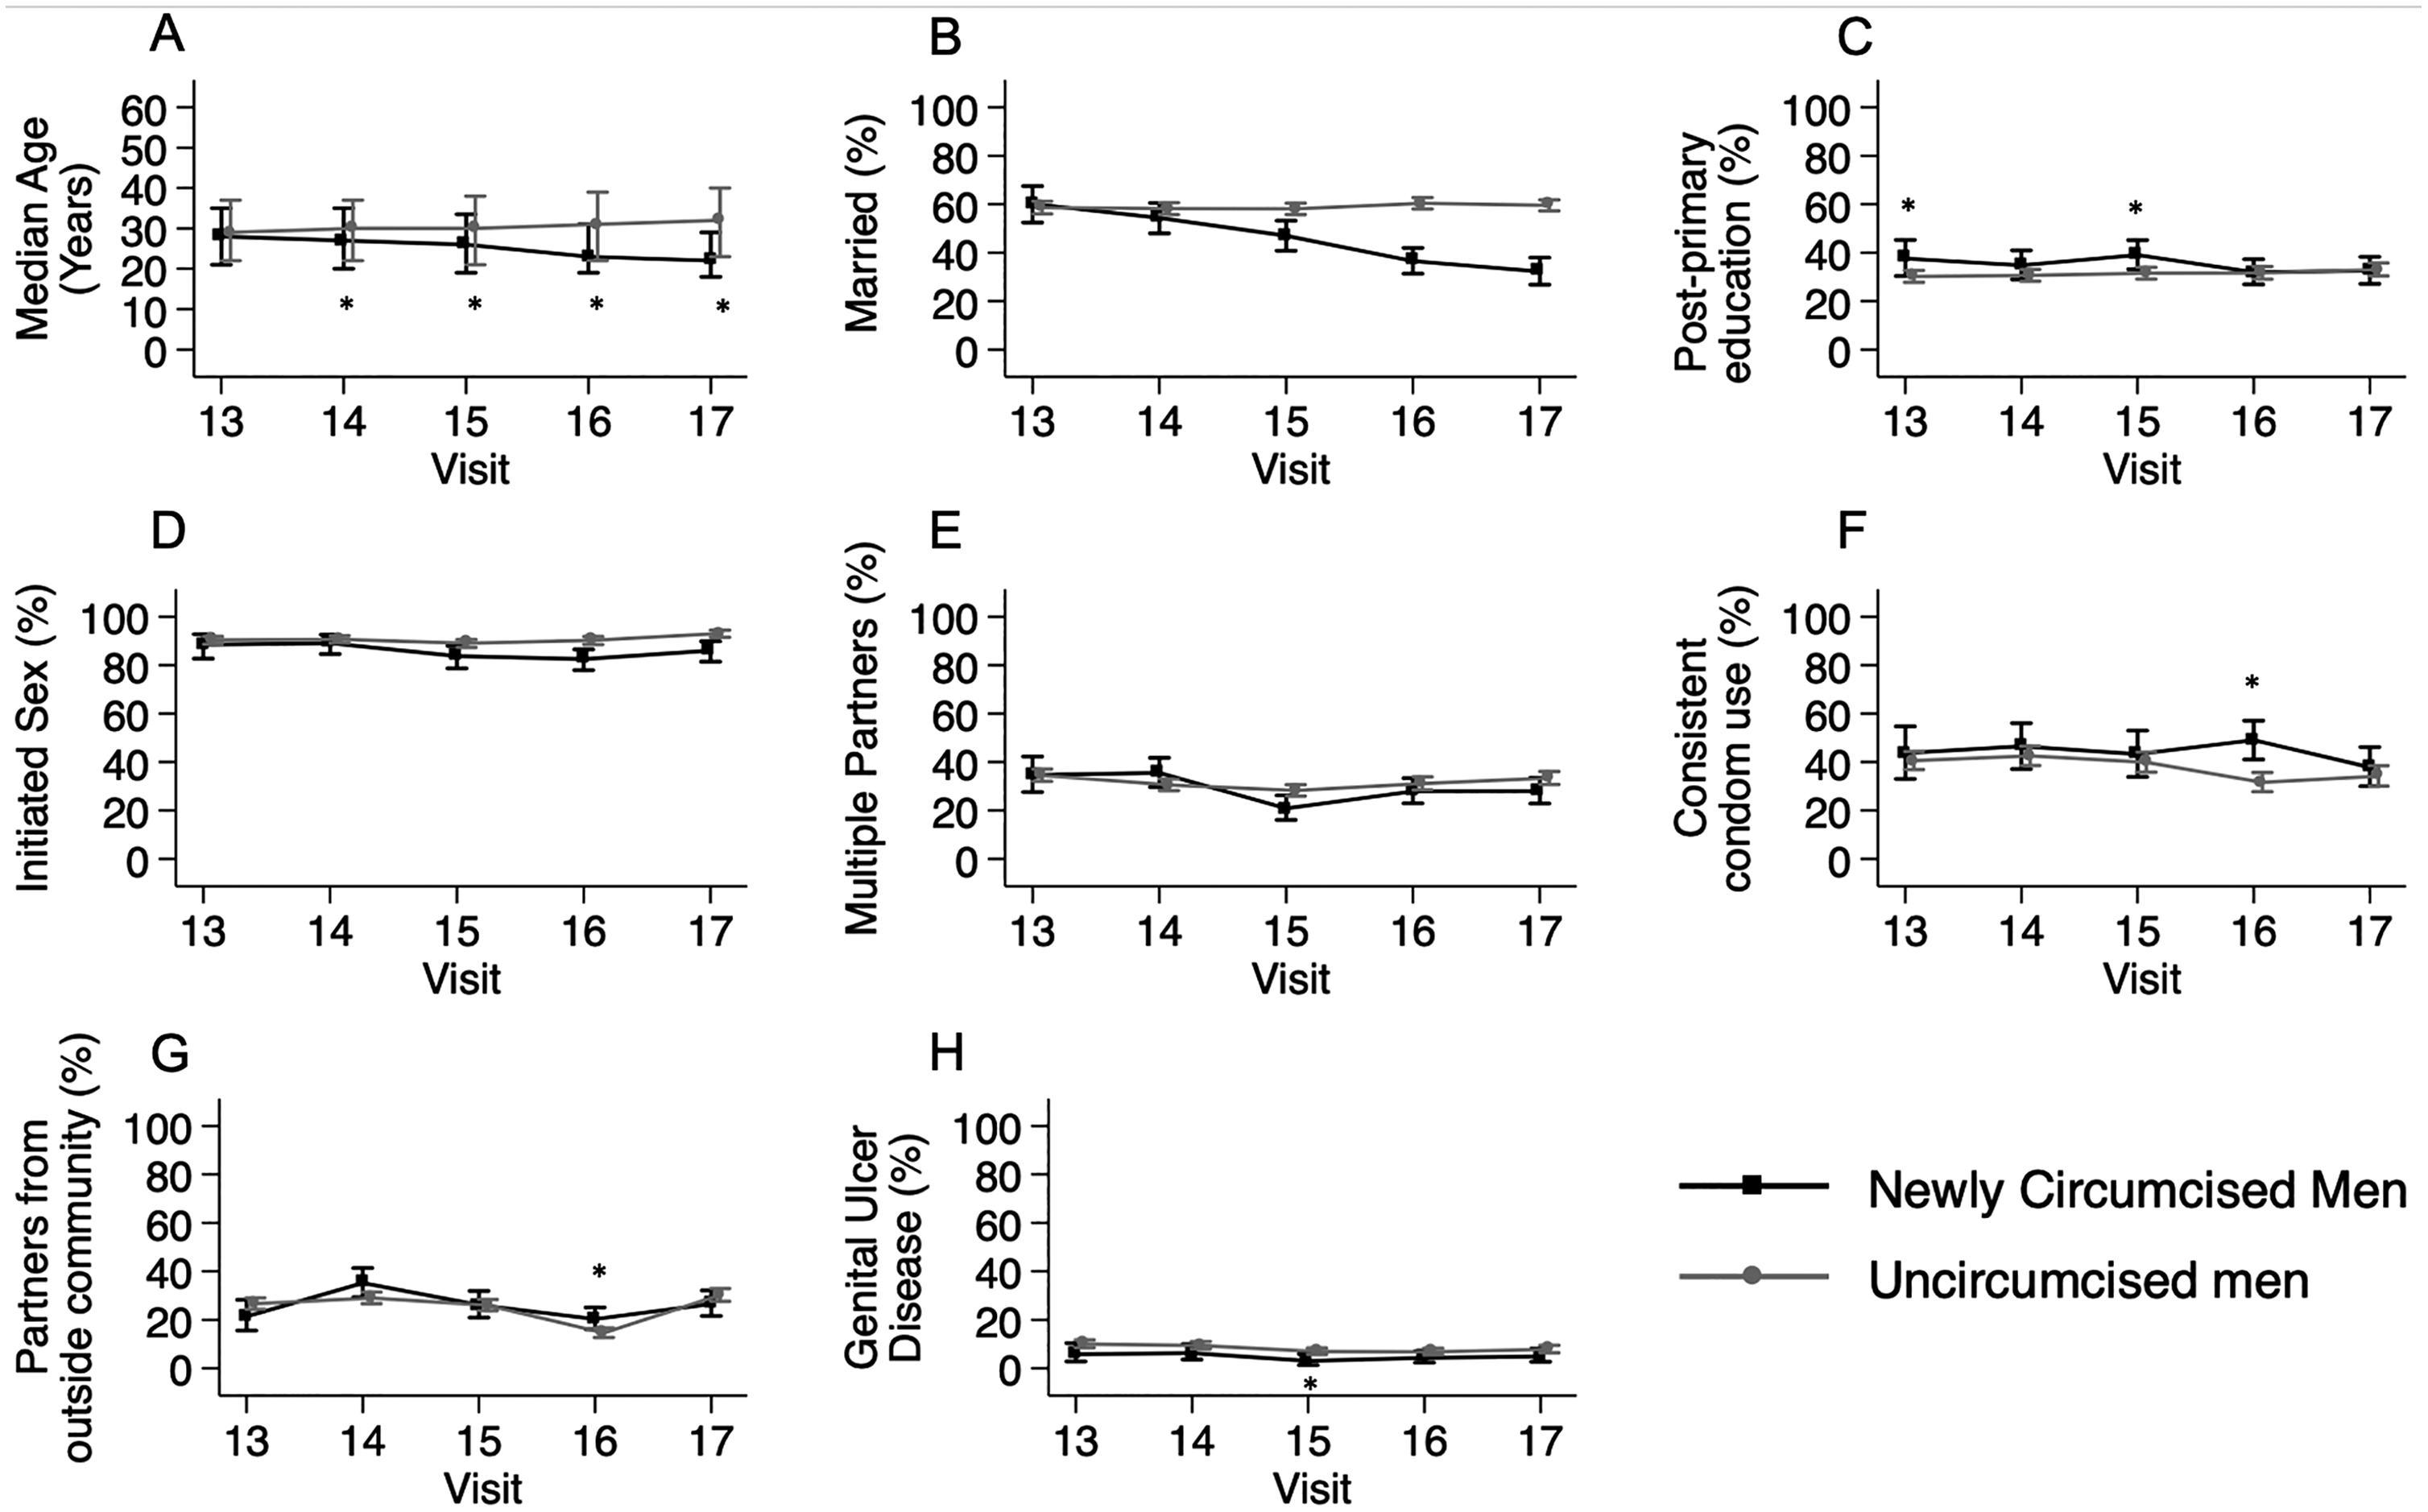 A
Median Age
(Years)
60
50
40
30
20
10
0
* * * *
13 14 15 16 17
Visit
B
Married (%)
100
80
60
40
20
0
13 14 15 16 17
Visit
C
Post-primary
education (%)
100
80
60
40
20
0
* *
13 14 15 16 17
Visit
D
Initiated Sex (%)
100
80
60
40
20
0
13 14 15 16 17
Visit
E
Multiple Partners (%)
100
80
60
40
20
0
13 14 15 16 17
Visit
F
Consistent
condom use (%)
100
80
60
40
20
0
*
13 14 15 16 17
Visit
G
Partners from
outside community (%)
100
80
60
40
20
0
*
13 14 15 16 17
Visit
H
Genital Ulcer
Disease (%)
100
80
60
40
20
0
*
13 14 15 16 17
Visit
Newly Circumcised Men
Uncircumcised men